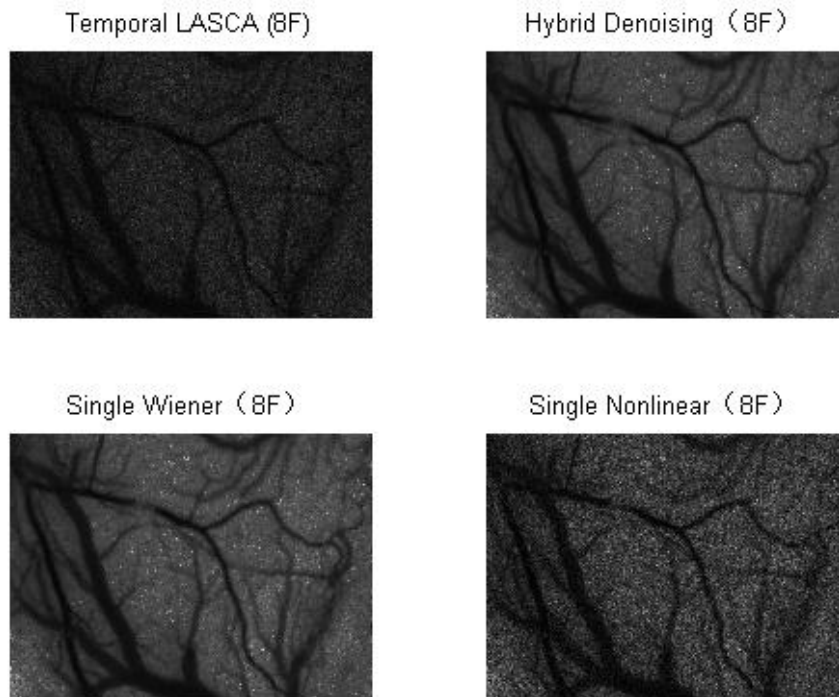 Temporal LASCA (8F)
Hybrid Denoising（8F）
Single Wiener（8F）
Single Nonlinear（8F）